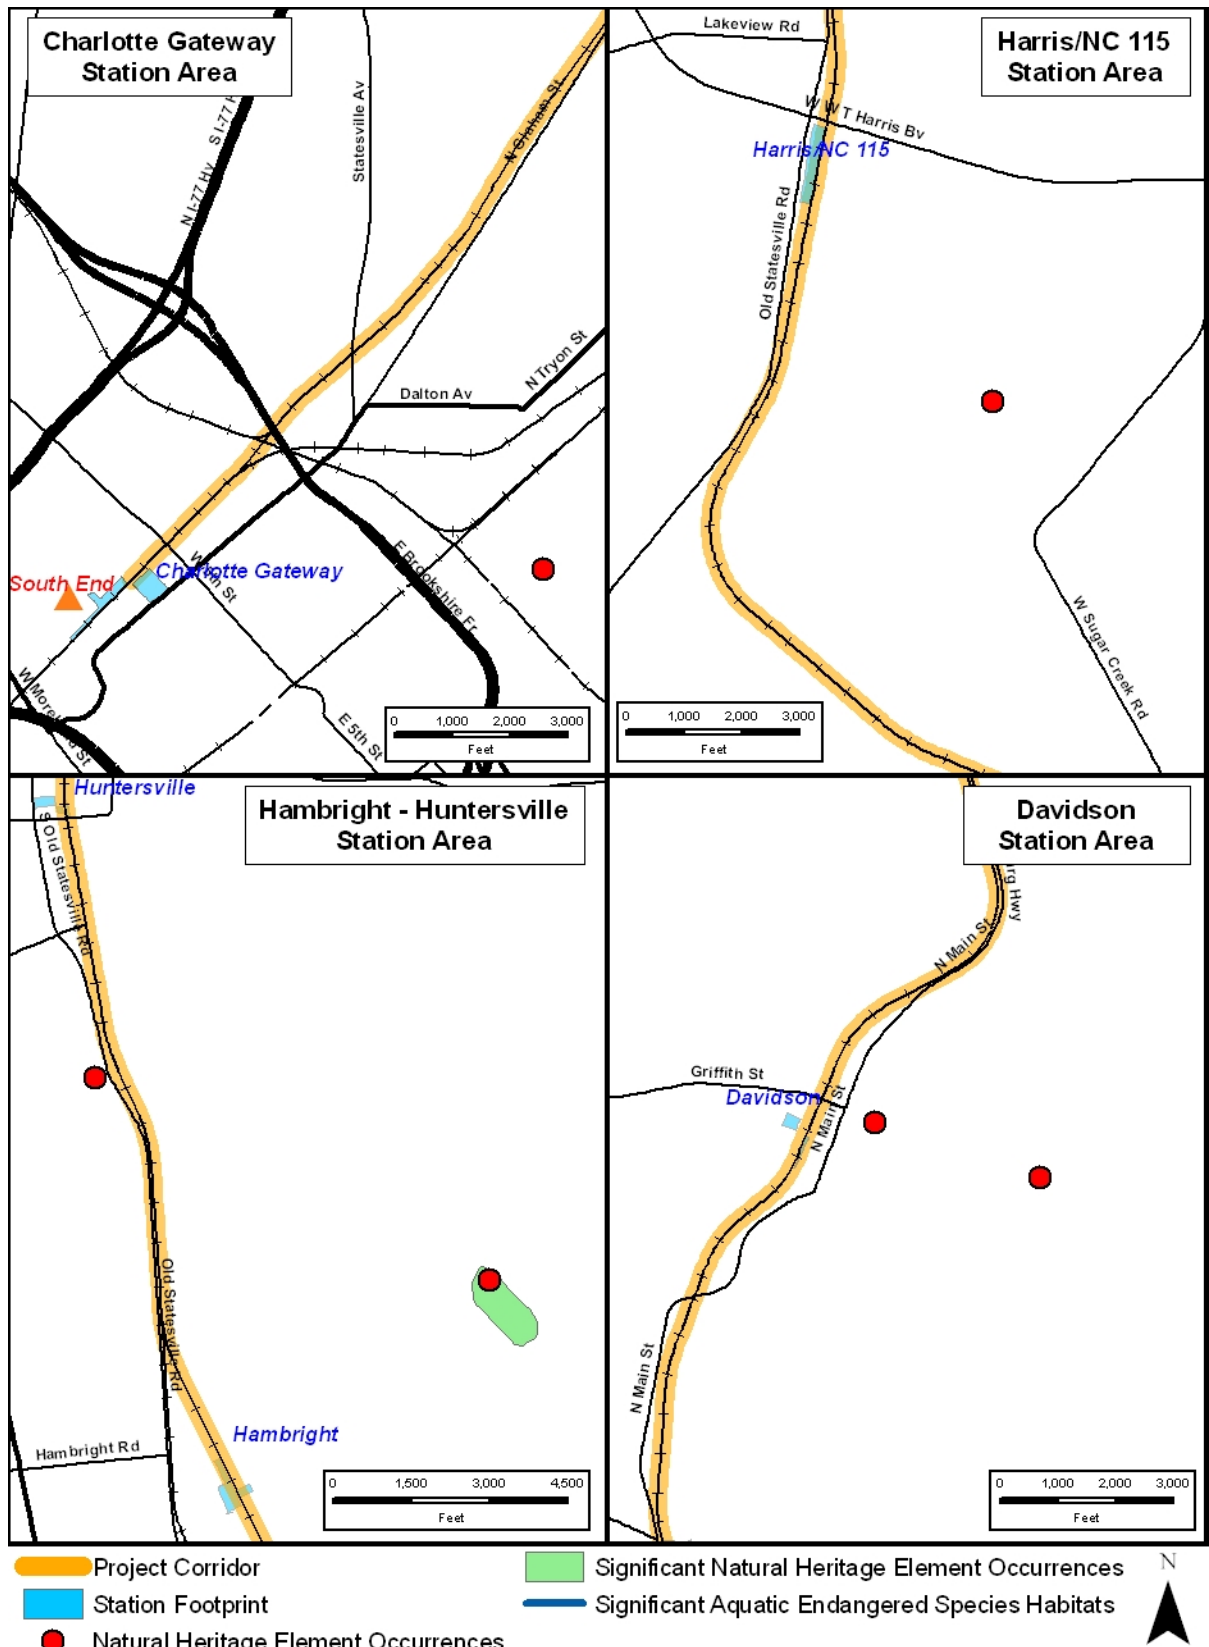 Charlotte Gateway
Station Area
N I-77 Hy
S I-77 H
Statesville Av
N Graham St
N Tryon St
Dalton Av
South End
Charlotte Gateway
E Brookshire Fr
E 5th St
0 1,000 2,000 3,000
Feet
Harris/NC 115
Station Area
Lakeview Rd
W W T Harris Bv
Harris/NC 115
Old Statesville Rd
W Sugar Creek Rd
0 1,000 2,000 3,000
Feet
Hambright - Huntersville
Station Area
Huntersville
S Old Statesville Rd
Old Statesville Rd
Hambright
Hambright Rd
0 1,500 3,000 4,500
Feet
Davidson
Station Area
Hwy
N Main St
Griffith St
Davidson
N Main St
N Main St
0 1,000 2,000 3,000
Feet
Project Corridor
Station Footprint
Natural Heritage Element Occurrences
Significant Natural Heritage Element Occurrences
Significant Aquatic Endangered Species Habitats
N